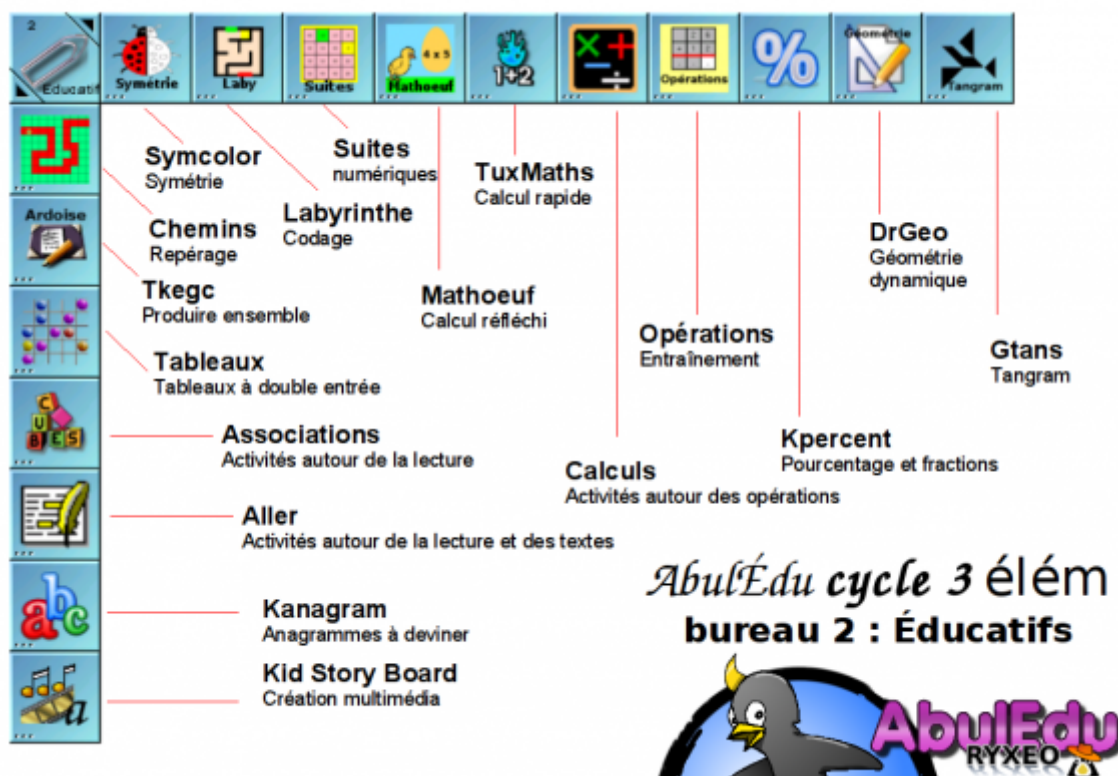 2
Éducatif
Symétrie
Laby
Suites
4 x 5
Mathoeuf
1+2
Opérations
%
Géométrie
Tangram
Ardoise
CUBES
abc
a
Symcolor
Symétrie
Suites
numériques
TuxMaths
Calcul rapide
Labyrinthe
Codage
Chemins
Repérage
DrGeo
Géométrie
dynamique
Tkegc
Produire ensemble
Mathoeuf
Calcul réfléchi
Opérations
Entraînement
Gtans
Tangram
Tableaux
Tableaux à double entrée
Associations
Activités autour de la lecture
Kpercent
Pourcentage et fractions
Calculs
Activités autour des opérations
Aller
Activités autour de la lecture et des textes
Kanagram
Anagrammes à deviner
Kid Story Board
Création multimédia
AbulÉdu cycle 3 élém
bureau 2 : Éducatifs
AbulEdu
RYXEO